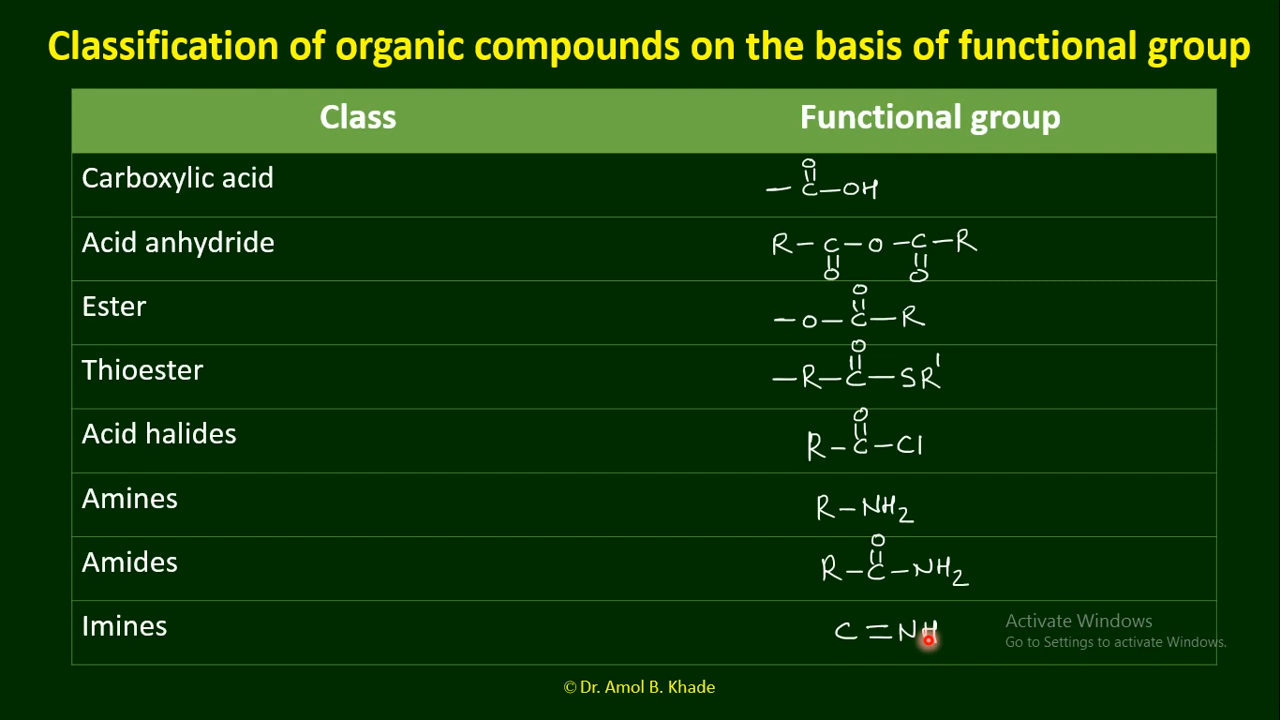 Classification of organic compounds on the basis of functional group
Class Functional group
Carboxylic acid
O
—C—OH
Acid anhydride R—C—O—C—R
O O
O
Ester —O—C—R
O
Thioester —R—C—SR'
O
Acid halides R—C—Cl
Amines R—NH₂
O
Amides R—C—NH₂
Imines C=NH
Activate Windows
Go to Settings to activate Windows.
© Dr. Amol B. Khade